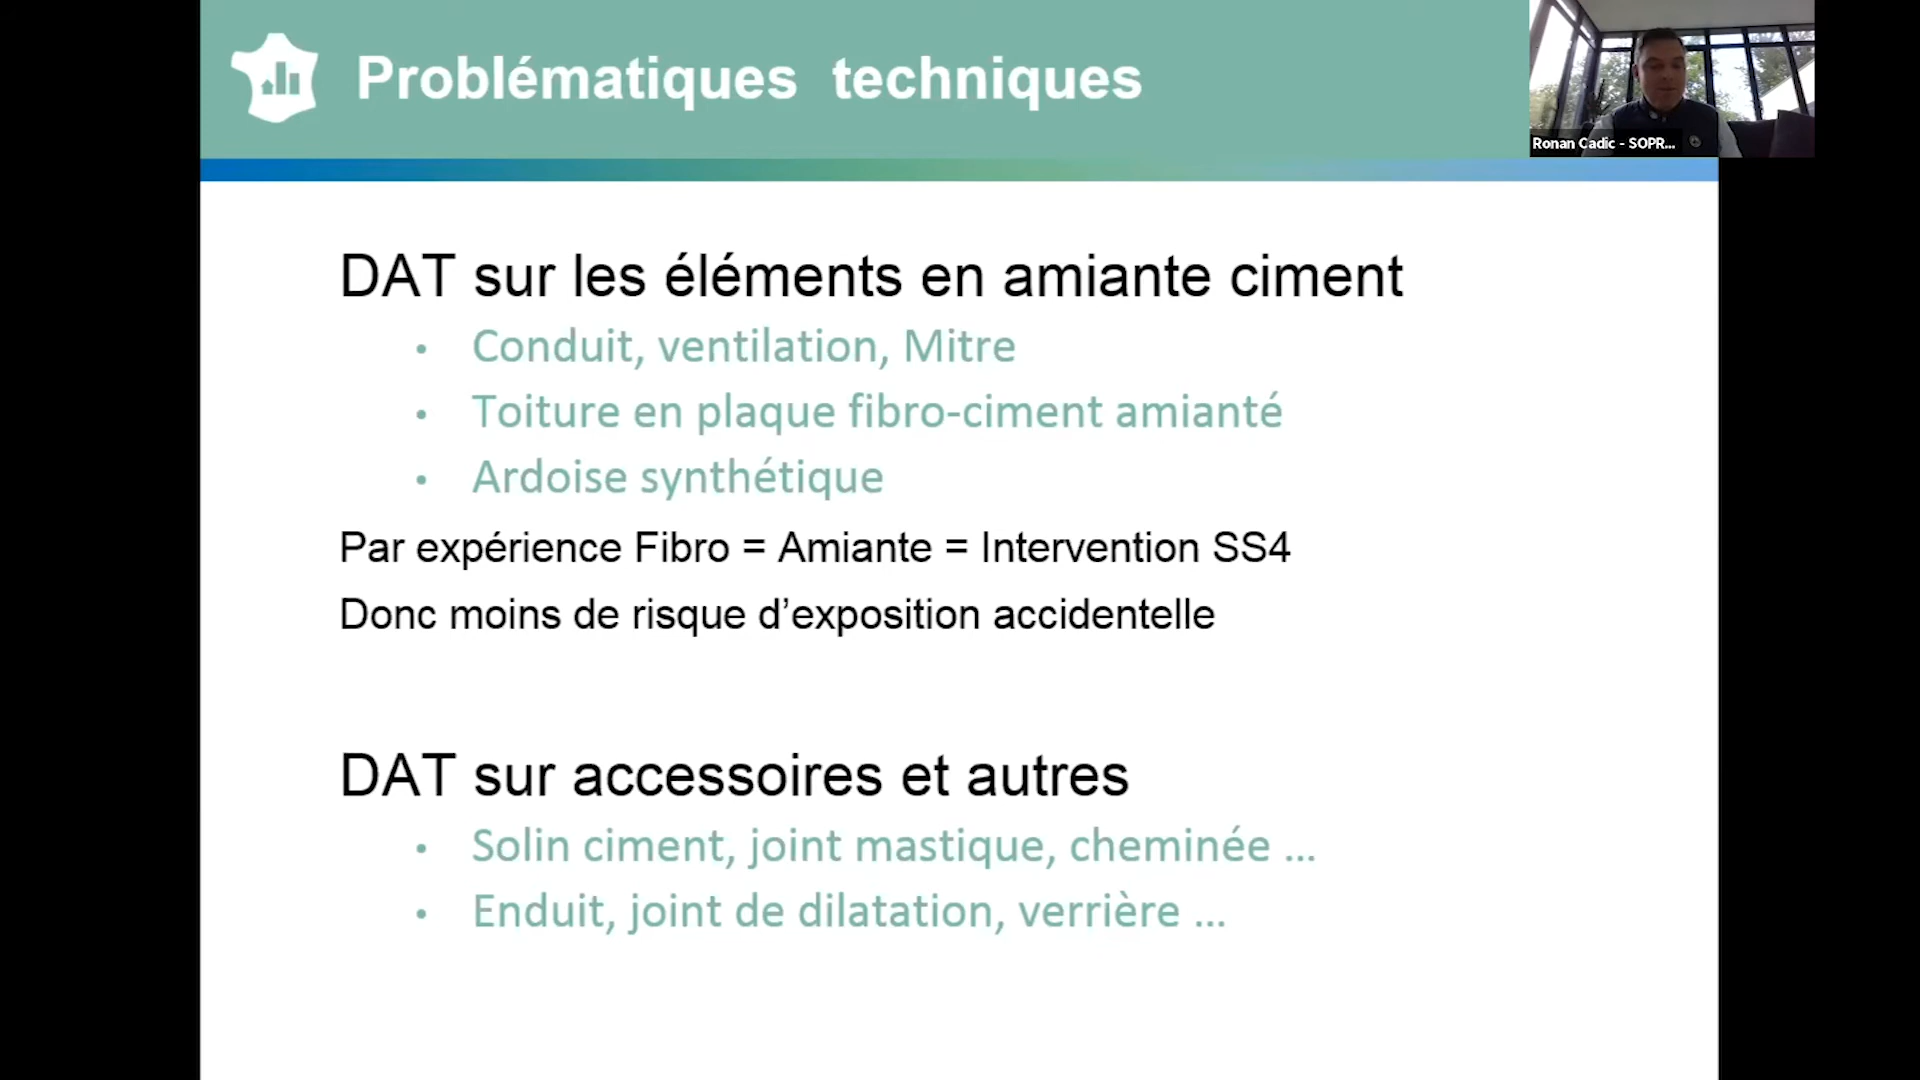 Problématiques techniques
Ronan Cadic - SOPR...
DAT sur les éléments en amiante ciment
• Conduit, ventilation, Mitre
• Toiture en plaque fibro-ciment amianté
• Ardoise synthétique
Par expérience Fibro = Amiante = Intervention SS4
Donc moins de risque d’exposition accidentelle
DAT sur accessoires et autres
• Solin ciment, joint mastique, cheminée ...
• Enduit, joint de dilatation, verrière ...